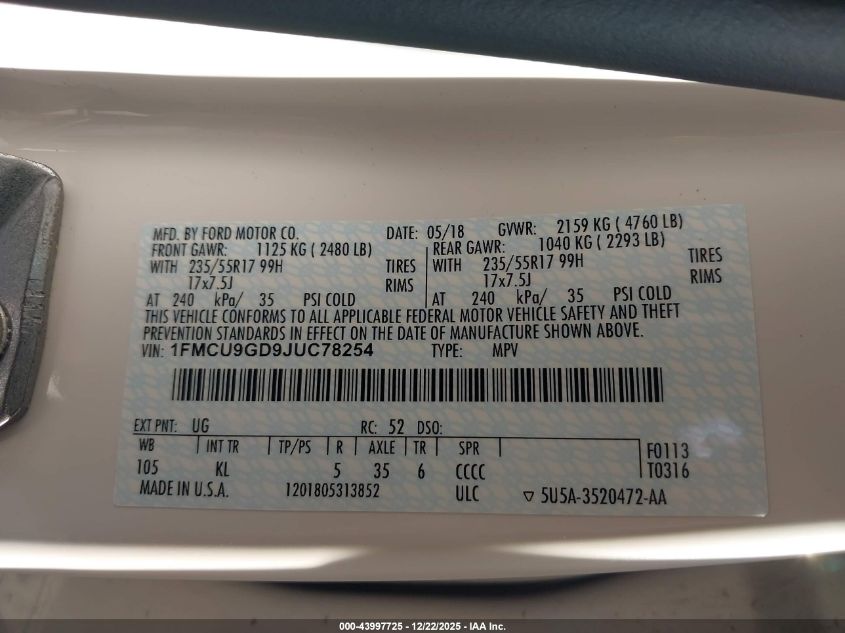 MFD. BY FORD MOTOR CO. DATE: 05/18 GVWR: 2159 KG ( 4760 LB)
FRONT GAWR: 1125 KG ( 2480 LB) REAR GAWR: 1040 KG ( 2293 LB)
WITH 235/55R17 99H TIRES WITH 235/55R17 99H TIRES
17x7.5J RIMS 17x7.5J RIMS
AT 240 kPa/ 35 PSI COLD AT 240 kPa/ 35 PSI COLD
THIS VEHICLE CONFORMS TO ALL APPLICABLE FEDERAL MOTOR VEHICLE SAFETY AND THEFT
PREVENTION STANDARDS IN EFFECT ON THE DATE OF MANUFACTURE SHOWN ABOVE.
VIN: 1FMCU9GD9JUC78254 TYPE: MPV
EXT PNT: UG RC: 52 DSO:
WB INT TR TP/PS R AXLE TR SPR F0113
105 KL 5 35 6 CCCC T0316
MADE IN U.S.A. 1201805313852 ULC ▽ 5U5A-3520472-AA
000-43997725 - 12/22/2025 - IAA Inc.